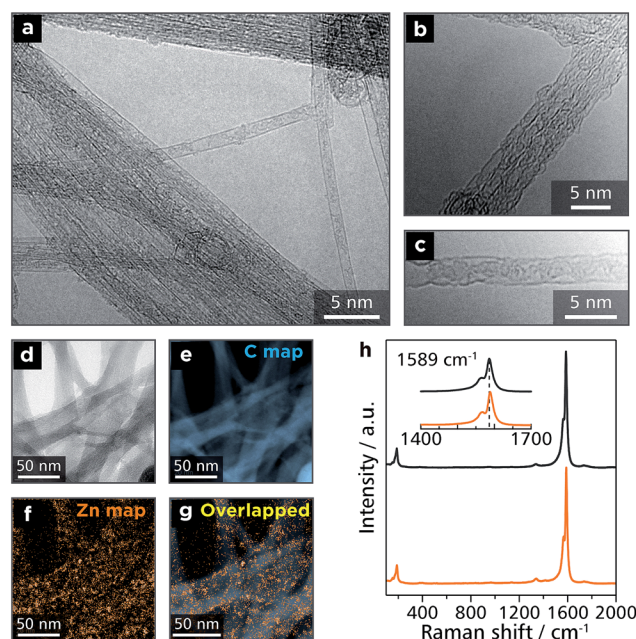 a
5 nm
b
5 nm
c
5 nm
d
50 nm
e
C map
50 nm
f
Zn map
50 nm
g
Overlapped
50 nm
h
1589 cm⁻¹
1400 1700
Intensity / a.u.
400 800 1200 1600 2000
Raman shift / cm⁻¹